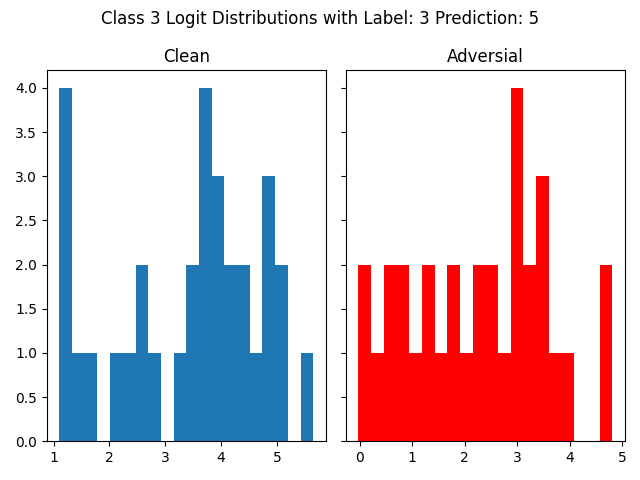 Class 3 Logit Distributions with Label: 3 Prediction: 5
Clean
Adversial
4.0
3.5
3.0
2.5
2.0
1.5
1.0
0.5
0.0
1 2 3 4 5
0 1 2 3 4 5